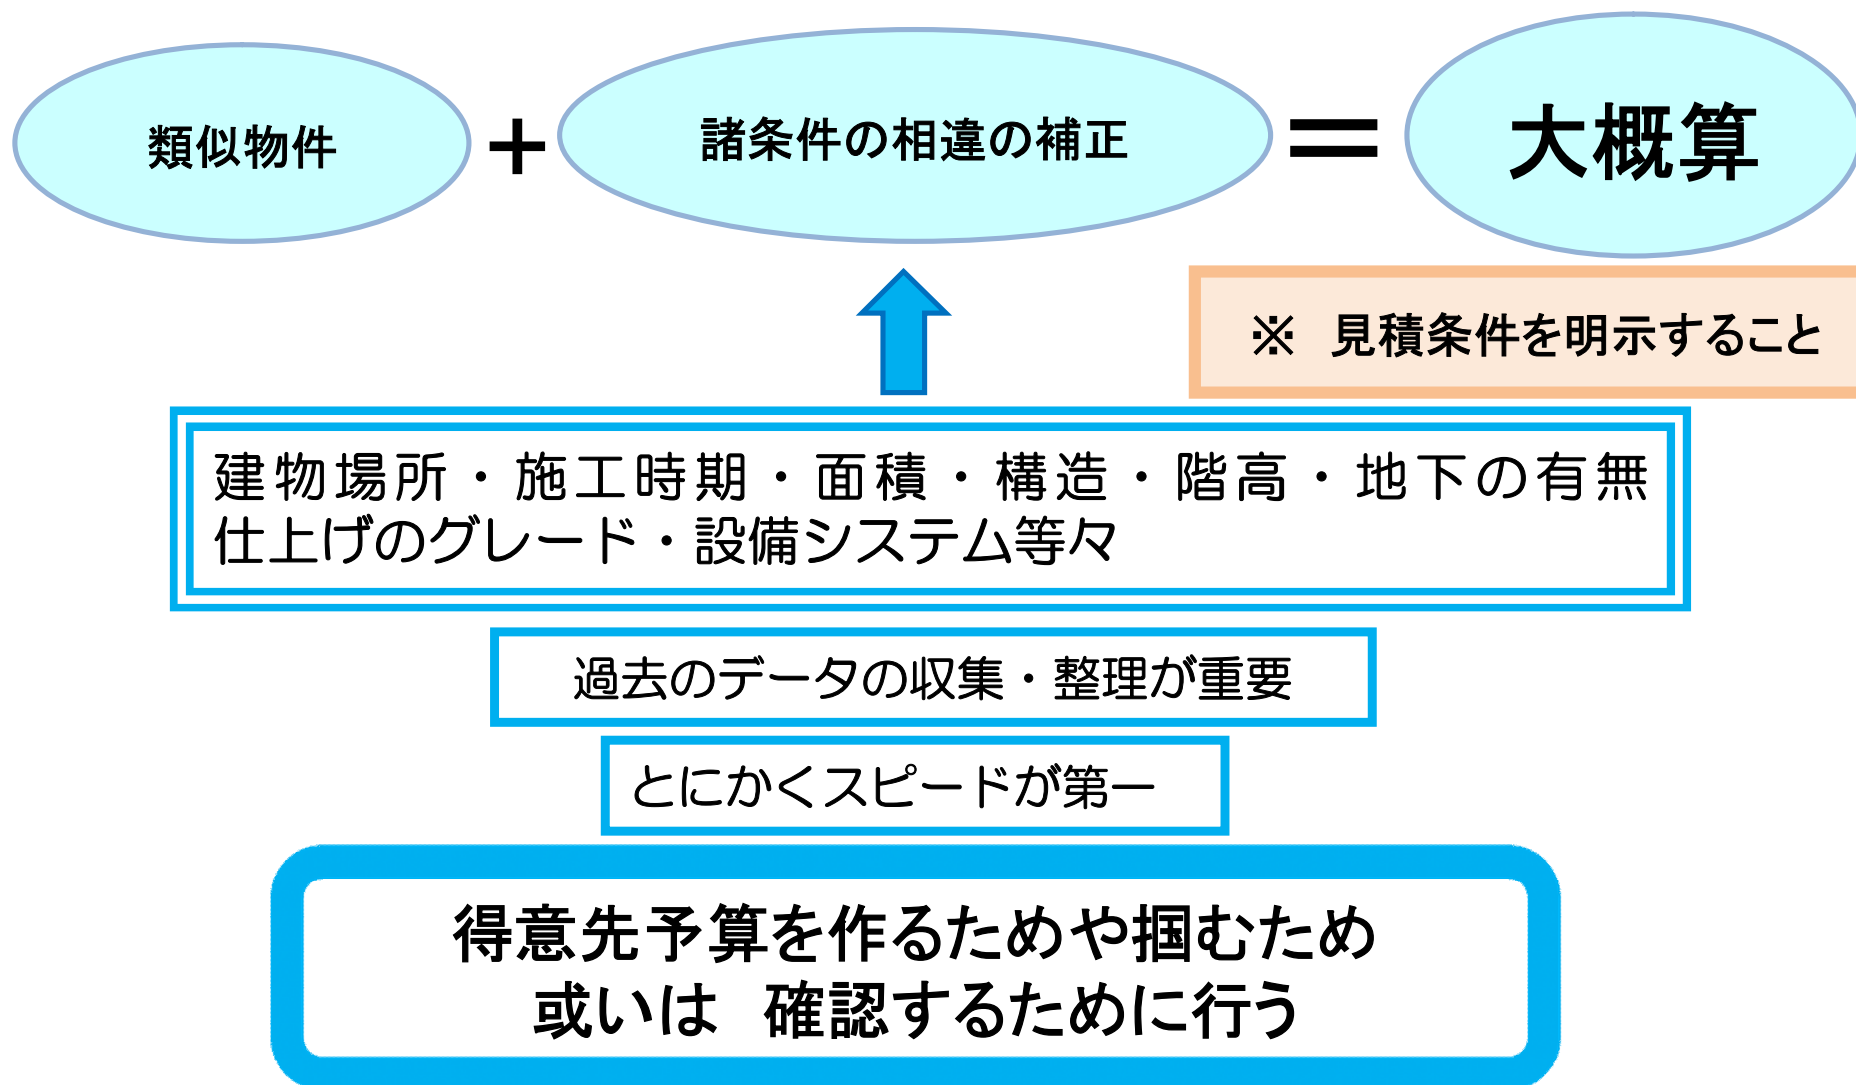 類似物件
+
諸条件の相違の補正
=
大概算
※　見積条件を明示すること
建物場所・施工時期・面積・構造・階高・地下の有無
仕上げのグレード・設備システム等々
過去のデータの収集・整理が重要
とにかくスピードが第一
得意先予算を作るためや掴むため
或いは　確認するために行う